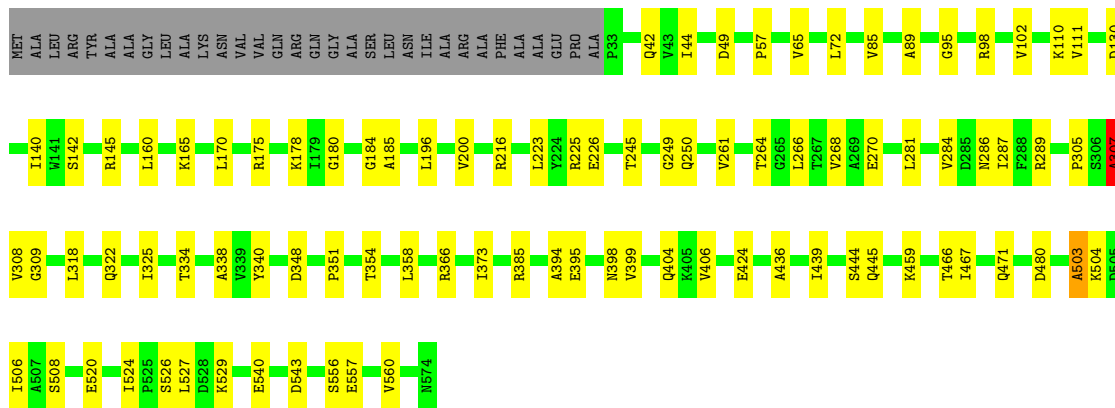 MET ALA LEU ARG TYR ALA ALA GLY LEU ALA LYS ASN VAL VAL GLN ARG GLN GLY ALA SER LEU ASN ILE ALA ARG ALA PHE ALA ALA GLU PRO ALA P33 Q42 V43 I44 D49 P57 V65 L72 V85 A89 G95 R98 V102 K110 V111
I140 W141 S142 R145 L160 K165 L170 R175 K178 I179 G180 G184 A185 L196 V200 R216 L223 Y224 R225 E226 T245 G249 Q250 V261 T264 G265 L266 T267 V268 A269 E270 L281 V284 D285 N286 I287 F288 R289 P305 S306 A307
V308 G309 L318 Q322 I325 T334 A338 V339 Y340 D348 P351 T354 L358 R366 I373 R385 A394 E395 N398 V399 Q404 K405 V406 E424 A436 I439 S444 Q445 K459 T466 I467 Q471 D480 A503 K504 D505
I506 A507 S508 E520 I524 P525 S526 L527 D528 K529 E540 D543 S556 E557 V560 N574